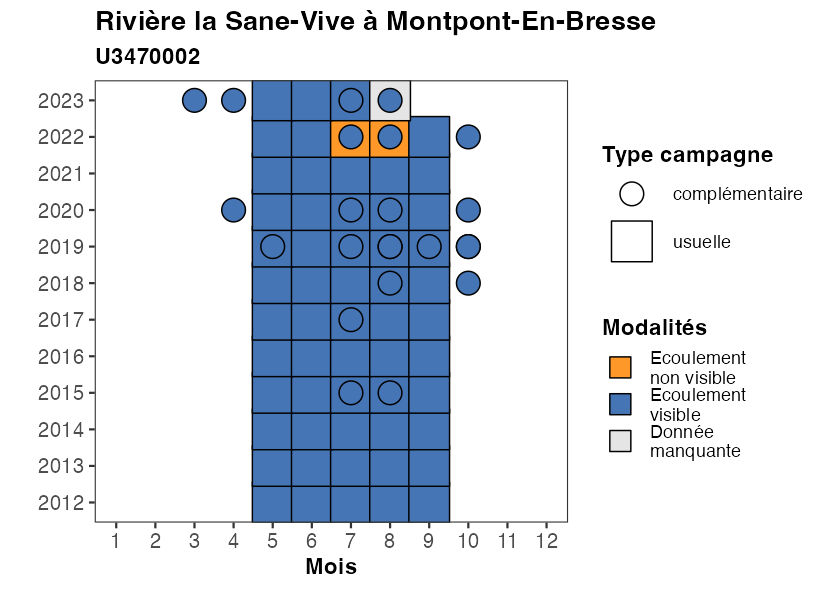 Rivière la Sane-Vive à Montpont-En-Bresse
U3470002
2023
2022
2021
2020
2019
2018
2017
2016
2015
2014
2013
2012
1 2 3 4 5 6 7 8 9 10 11 12
Mois
Type campagne
complémentaire
usuelle
Modalités
Ecoulement
non visible
Ecoulement
visible
Donnée
manquante